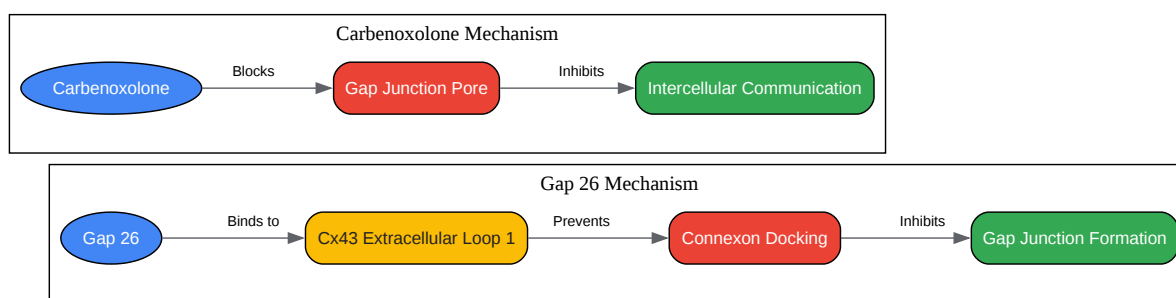 Carbenoxolone Mechanism
Carbenoxolone
Blocks
Gap Junction Pore
Inhibits
Intercellular Communication
Gap 26 Mechanism
Gap 26
Binds to
Cx43 Extracellular Loop 1
Prevents
Connexon Docking
Inhibits
Gap Junction Formation